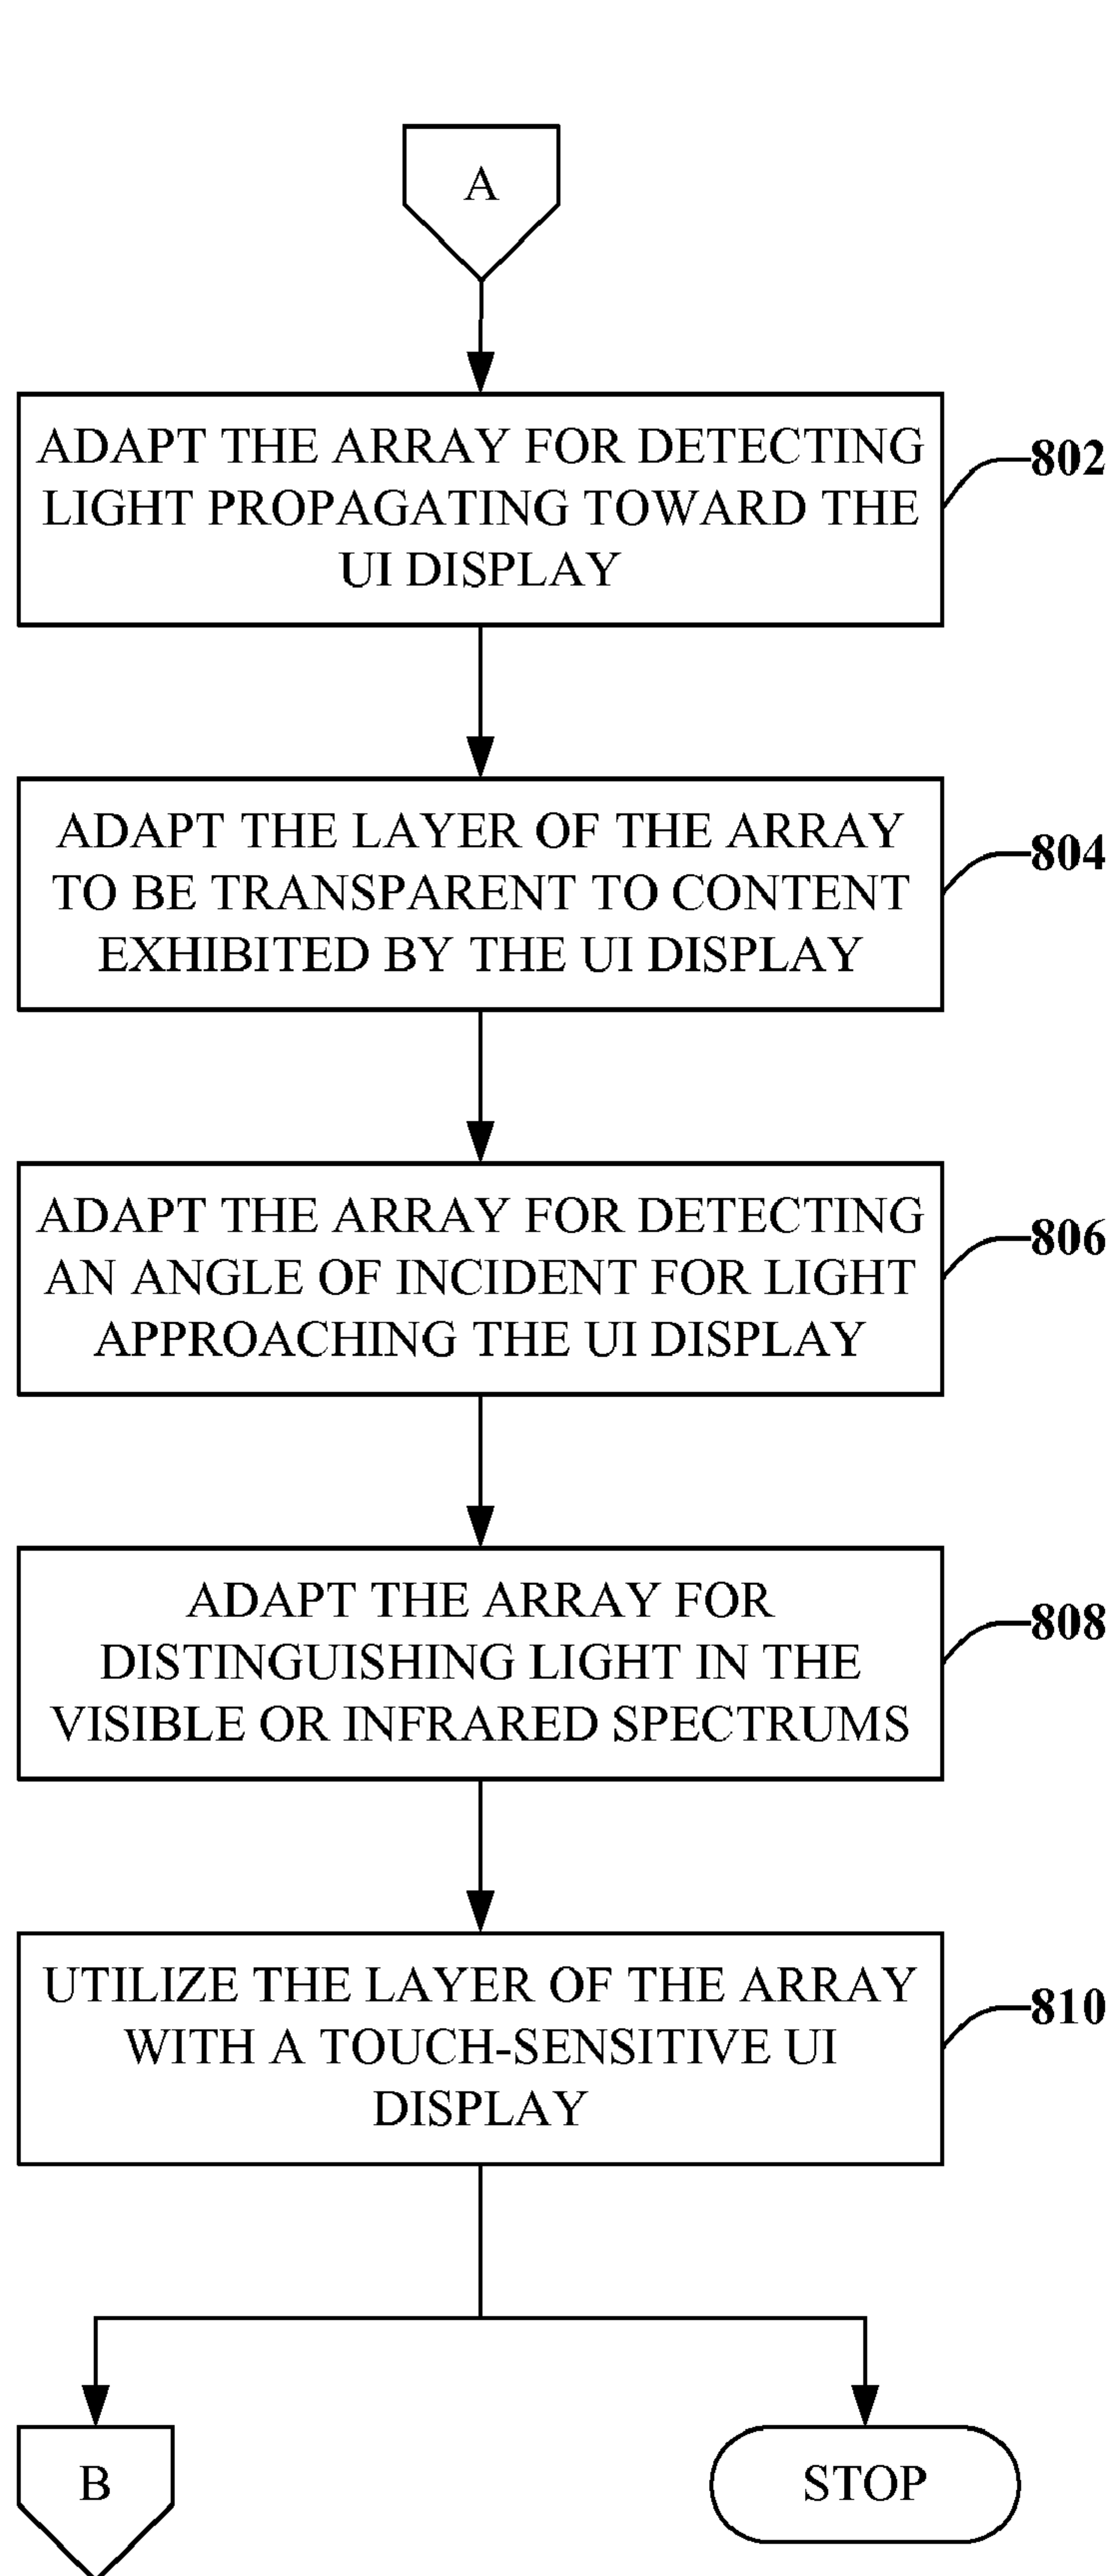 A
ADAPT THE ARRAY FOR DETECTING
LIGHT PROPAGATING TOWARD THE
UI DISPLAY
802
ADAPT THE LAYER OF THE ARRAY
TO BE TRANSPARENT TO CONTENT
EXHIBITED BY THE UI DISPLAY
804
ADAPT THE ARRAY FOR DETECTING
AN ANGLE OF INCIDENT FOR LIGHT
APPROACHING THE UI DISPLAY
806
ADAPT THE ARRAY FOR
DISTINGUISHING LIGHT IN THE
VISIBLE OR INFRARED SPECTRUMS
808
UTILIZE THE LAYER OF THE ARRAY
WITH A TOUCH-SENSITIVE UI
DISPLAY
810
B
STOP